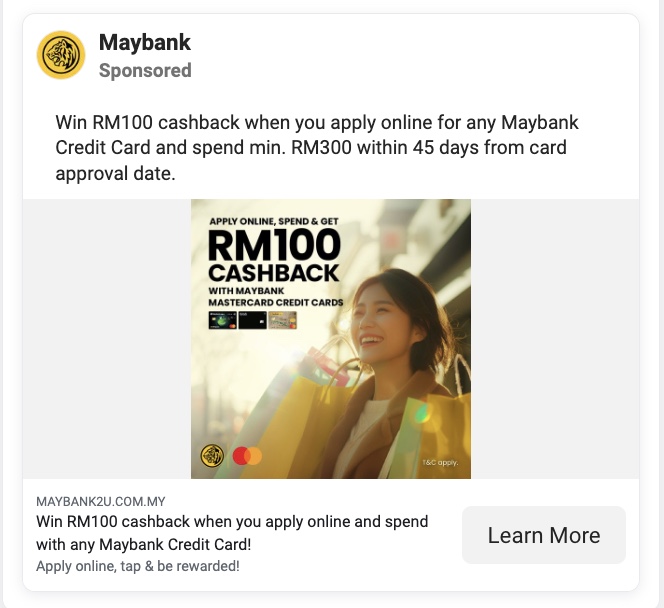 Maybank
Sponsored
Win RM100 cashback when you apply online for any Maybank
Credit Card and spend min. RM300 within 45 days from card
approval date.
APPLY ONLINE, SPEND & GET
RM100
CASHBACK
WITH MAYBANK
MASTERCARD CREDIT CARDS
T&C apply.
MAYBANK2U.COM.MY
Win RM100 cashback when you apply online and spend
with any Maybank Credit Card!
Apply online, tap & be rewarded!
Learn More